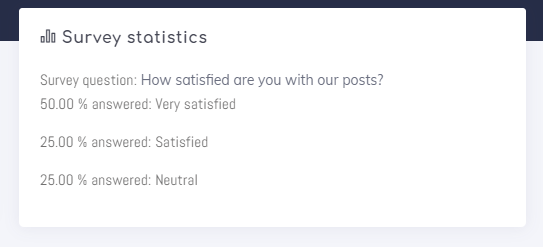 Survey statistics
Survey question: How satisfied are you with our posts?
50.00 % answered: Very satisfied
25.00 % answered: Satisfied
25.00 % answered: Neutral